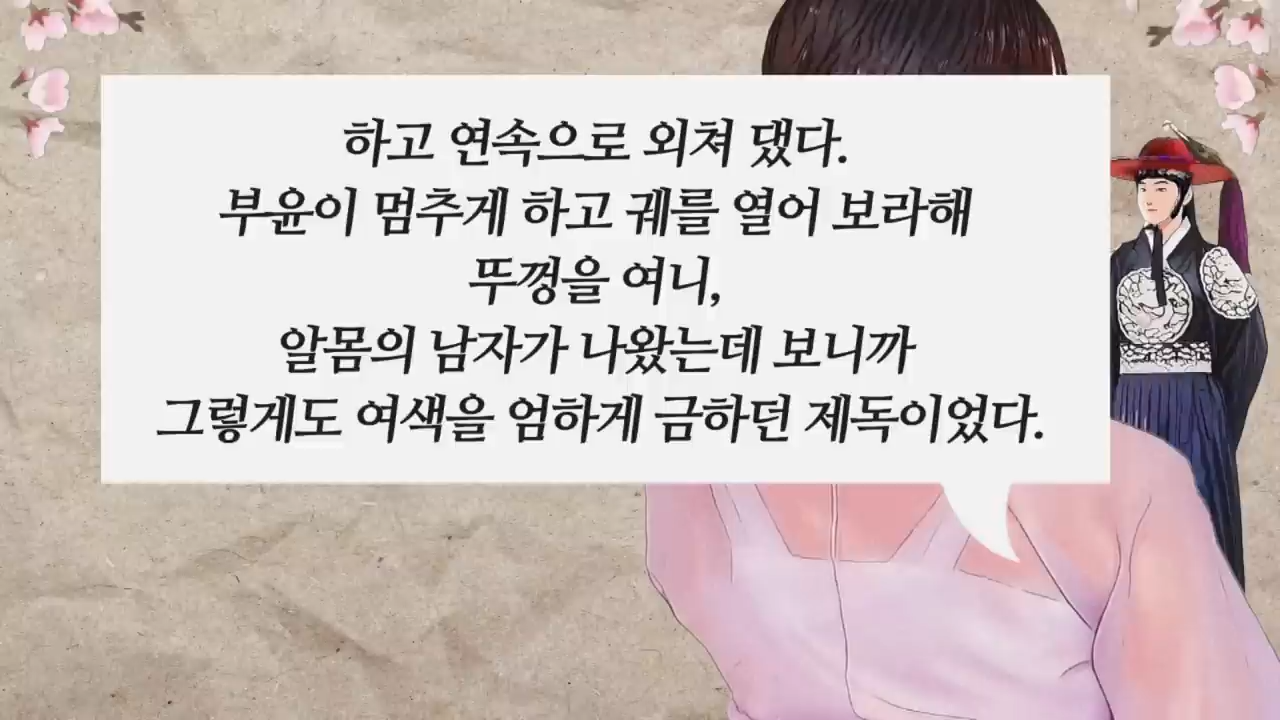 하고 연속으로 외쳐 댔다.
부윤이 멈추게 하고 궤를 열어 보라해
뚜껑을 여니,
알몸의 남자가 나왔는데 보니까
그렇게도 여색을 엄하게 금하던 제독이었다.